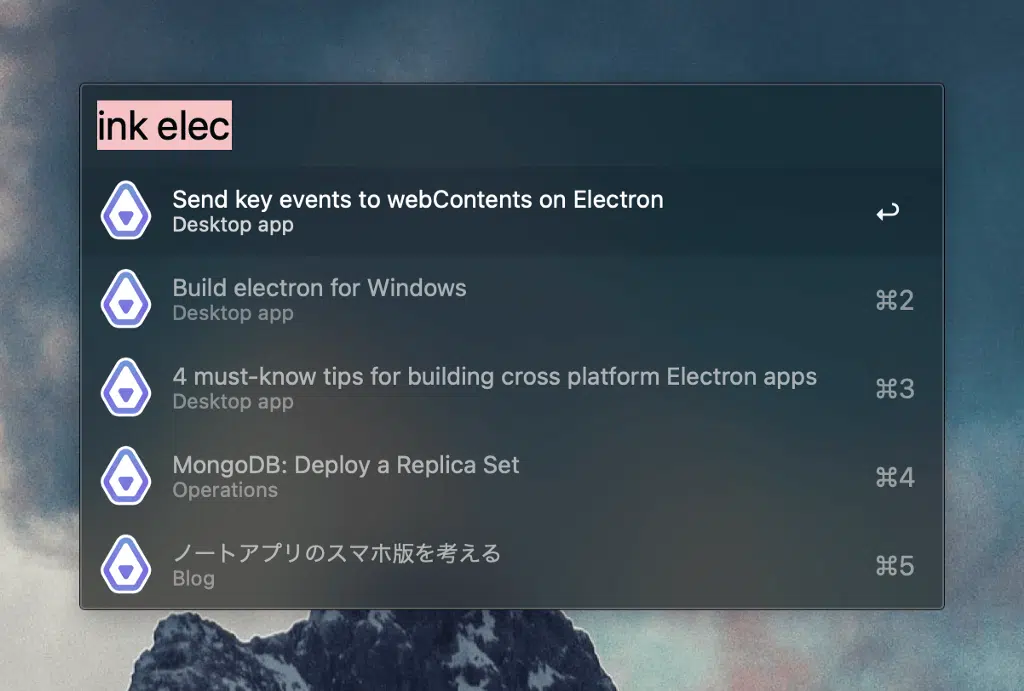 ink elec
Send key events to webContents on Electron
Desktop app
↩
Build electron for Windows
Desktop app
⌘2
4 must-know tips for building cross platform Electron apps
Desktop app
⌘3
MongoDB: Deploy a Replica Set
Operations
⌘4
ノートアプリのスマホ版を考える
Blog
⌘5